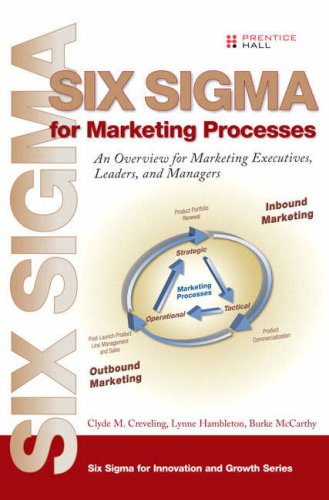 PRENTICE
HALL
SIX SIGMA
SIX SIGMA
for Marketing Processes
An Overview for Marketing Executives,
Leaders, and Managers
Product Portfolio
Renewal
Inbound
Marketing
Strategic
Marketing
Processes
Operational
Tactical
Post-Launch Product
Line Management
and Sales
Product
Commercialization
Outbound
Marketing
Clyde M. Creveling, Lynne Hambleton, Burke McCarthy
Six Sigma for Innovation and Growth Series